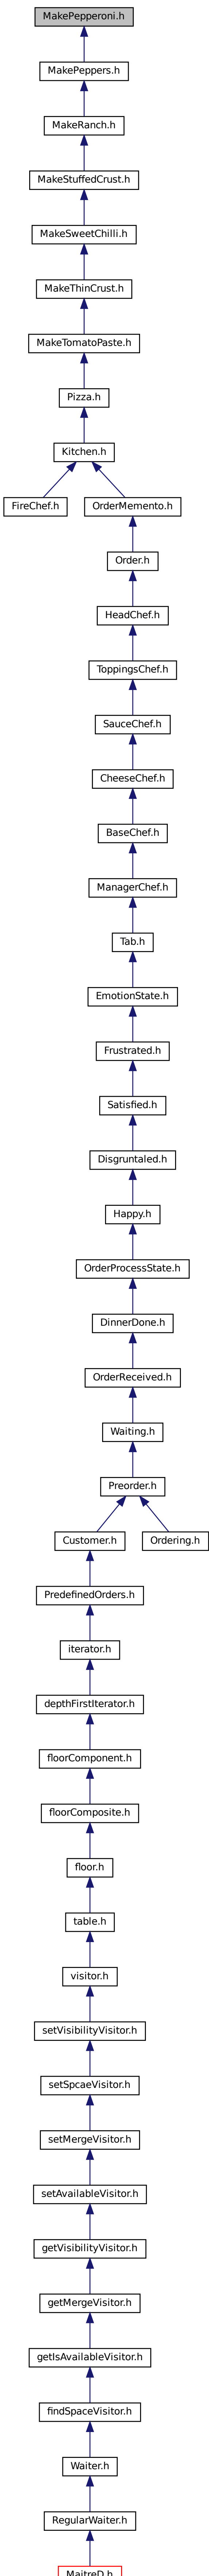 MakePepperoni.h
MakePeppers.h
MakeRanch.h
MakeStuffedCrust.h
MakeSweetChilli.h
MakeThinCrust.h
MakeTomatoPaste.h
Pizza.h
Kitchen.h
FireChef.h
OrderMemento.h
Order.h
HeadChef.h
ToppingsChef.h
SauceChef.h
CheeseChef.h
BaseChef.h
ManagerChef.h
Tab.h
EmotionState.h
Frustrated.h
Satisfied.h
Disgruntaled.h
Happy.h
OrderProcessState.h
DinnerDone.h
OrderReceived.h
Waiting.h
Preorder.h
Customer.h
Ordering.h
PredefinedOrders.h
iterator.h
depthFirstIterator.h
floorComponent.h
floorComposite.h
floor.h
table.h
visitor.h
setVisibilityVisitor.h
setSpcaeVisitor.h
setMergeVisitor.h
setAvailableVisitor.h
getVisibilityVisitor.h
getMergeVisitor.h
getIsAvailableVisitor.h
findSpaceVisitor.h
Waiter.h
RegularWaiter.h
MaitreD.h